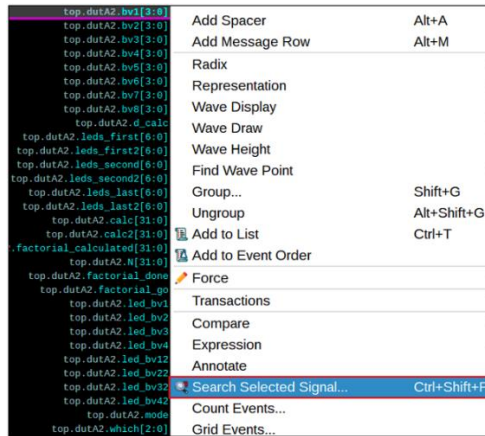 top.dutA2.bv1[3:0]
top.dutA2.bv2[3:0]
top.dutA2.bv3[3:0]
top.dutA2.bv4[3:0]
top.dutA2.bv5[3:0]
top.dutA2.bv6[3:0]
top.dutA2.bv7[3:0]
top.dutA2.bv8[3:0]
top.dutA2.d_calc
top.dutA2.leds_first[6:0]
top.dutA2.leds_first2[6:0]
top.dutA2.leds_second[6:0]
top.dutA2.leds_second2[6:0]
top.dutA2.leds_last[6:0]
top.dutA2.leds_last2[6:0]
top.dutA2.calc[31:0]
top.dutA2.calc2[31:0]
.factorial_calculated[31:0]
top.dutA2.N[31:0]
top.dutA2.factorial_done
top.dutA2.factorial_go
top.dutA2.led_bv1
top.dutA2.led_bv2
top.dutA2.led_bv3
top.dutA2.led_bv4
top.dutA2.led_bv12
top.dutA2.led_bv22
top.dutA2.led_bv32
top.dutA2.led_bv42
top.dutA2.mode
top.dutA2.which[2:0]
Add Spacer Alt+A
Add Message Row Alt+M
Radix
Representation
Wave Display
Wave Draw
Wave Height
Find Wave Point
Group... Shift+G
Ungroup Alt+Shift+G
Add to List Ctrl+T
Add to Event Order
Force
Transactions
Compare
Expression
Annotate
Search Selected Signal... Ctrl+Shift+F
Count Events...
Grid Events...